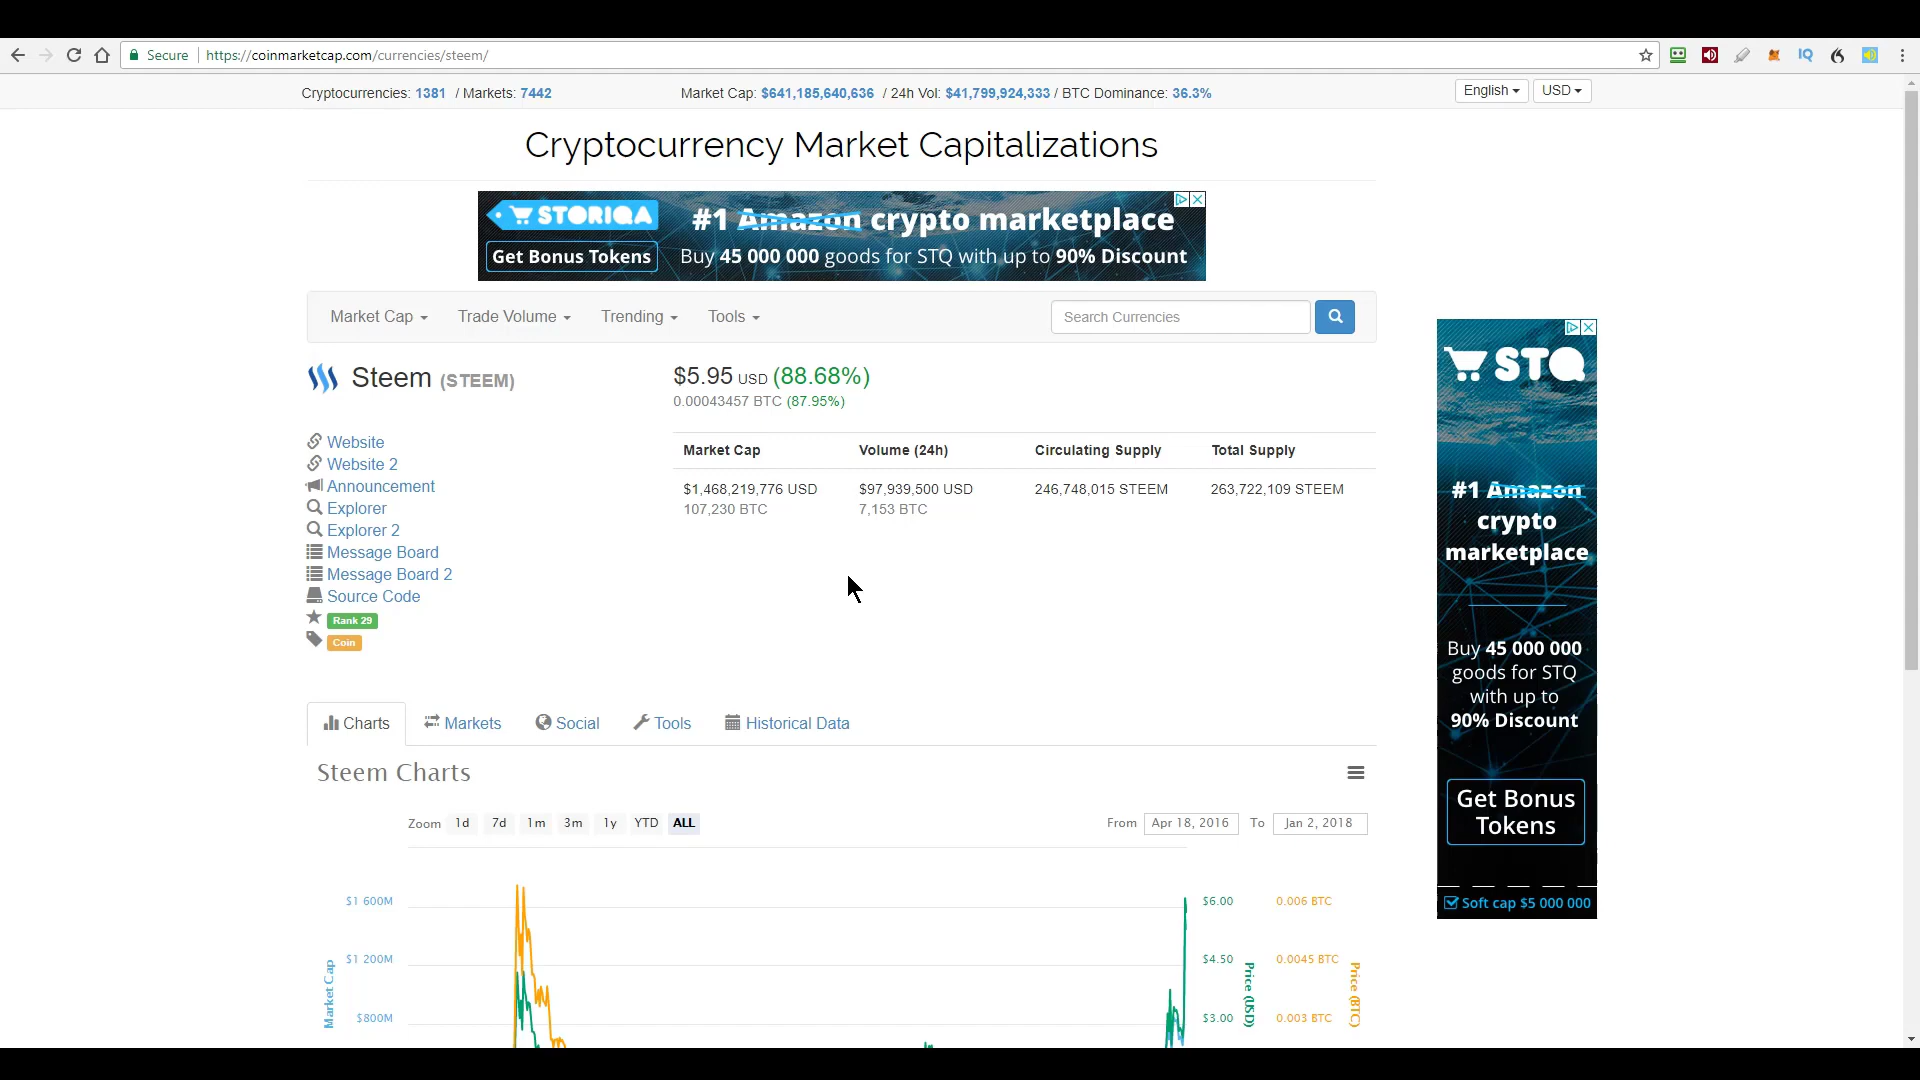 Secure https://coinmarketcap.com/currencies/steem/
IQ
Cryptocurrencies: 1381 / Markets: 7442 Market Cap: $641,185,640,636 / 24h Vol: $41,799,924,333 / BTC Dominance: 36.3% English USD
Cryptocurrency Market Capitalizations
STORIQA #1 Amazon crypto marketplace
Get Bonus Tokens Buy 45 000 000 goods for STQ with up to 90% Discount
Market Cap Trade Volume Trending Tools Search Currencies
Steem (STEEM) $5.95 USD (88.68%)
0.00043457 BTC (87.95%)
Market Cap Volume (24h) Circulating Supply Total Supply
$1,468,219,776 USD $97,939,500 USD 246,748,015 STEEM 263,722,109 STEEM
107,230 BTC 7,153 BTC
Website
Website 2
Announcement
Explorer
Explorer 2
Message Board
Message Board 2
Source Code
Rank 29
Coin
STQ
#1 Amazon
crypto
marketplace
Buy 45 000 000
goods for STQ
with up to
90% Discount
Get Bonus
Tokens
Soft cap $5 000 000
Charts Markets Social Tools Historical Data
Steem Charts
Zoom 1d 7d 1m 3m 1y YTD ALL From Apr 18, 2016 To Jan 2, 2018
$1 600M $6.00 0.006 BTC
$1 200M $4.50 0.0045 BTC
$800M $3.00 0.003 BTC
Market Cap
Price (USD)
Price (BTC)